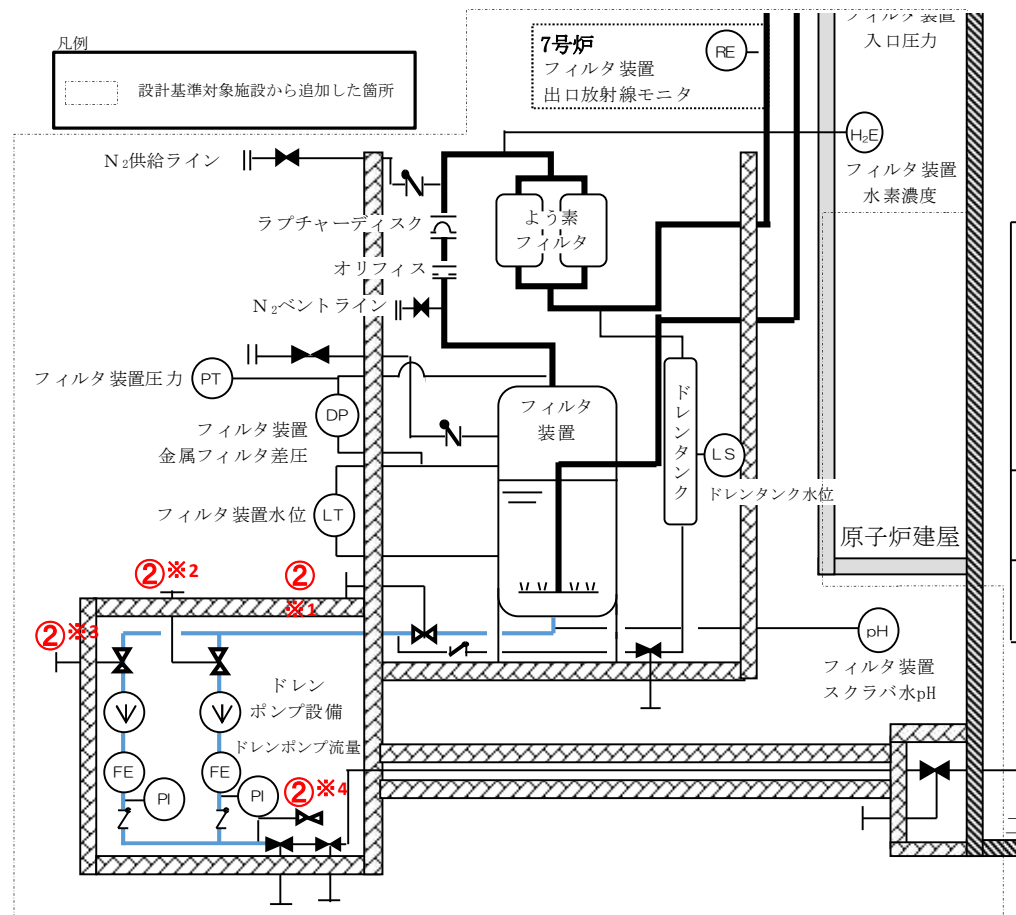 凡例
設計基準対象施設から追加した箇所
7号炉
フィルタ装置
出口放射線モニタ
RE
フィルタ装置
入口圧力
H₂E
フィルタ装置
水素濃度
N₂供給ライン
ラプチャーディスク
よう素
フィルタ
オリフィス
N₂ベントライン
フィルタ装置圧力
PT
DP
フィルタ装置
金属フィルタ差圧
フィルタ
装置
ドレンタンク
LS
ドレンタンク水位
フィルタ装置水位
LT
原子炉建屋
②※2
②
※1
②※3
pH
フィルタ装置
スクラバ水pH
ドレン
ポンプ設備
ドレンポンプ流量
FE
FE
PI
PI
②※4